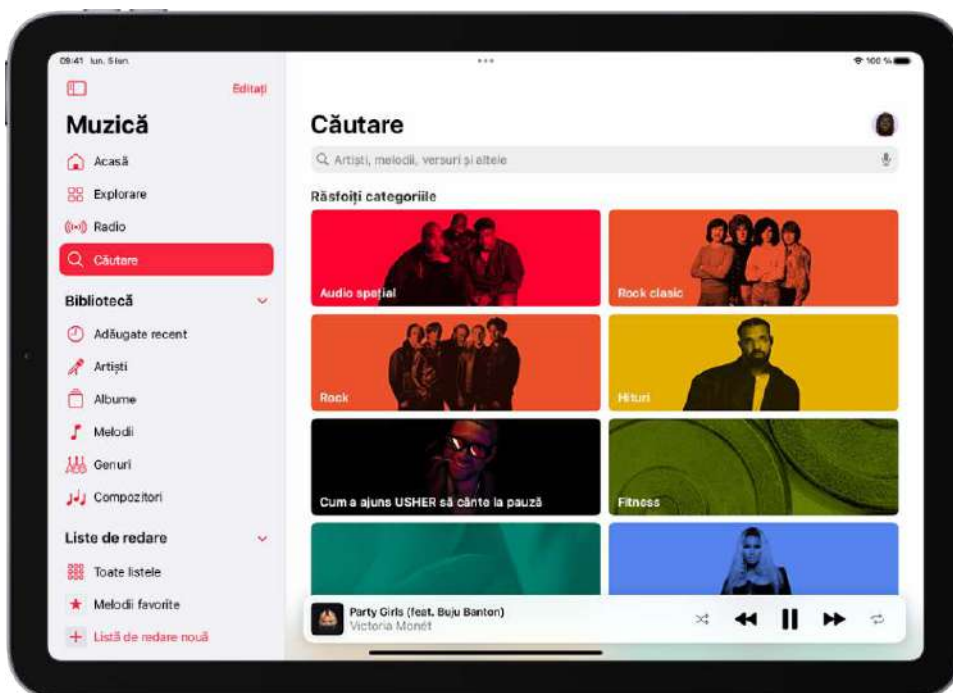 09:41 lun. 5 ian.
100 %
Editați
Muzică
Acasă
Explorare
Radio
Căutare
Bibliotecă
Adăugate recent
Artiști
Albume
Melodii
Genuri
Compozitori
Liste de redare
Toate listele
Melodii favorite
Listă de redare nouă
Căutare
Artiști, melodii, versuri și altele
Răsfoiți categoriile
Audio spațial
Rock clasic
Rock
Hituri
Cum a ajuns USHER să cânte la pauză
Fitness
Party Girls (feat. Buju Banton)
Victoria Monét